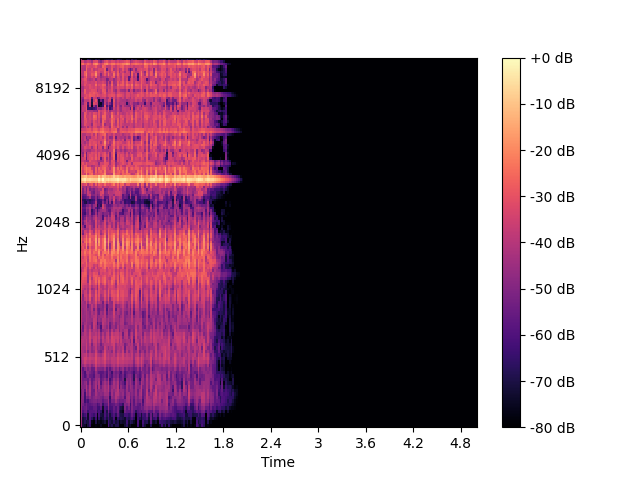 8192
4096
2048
1024
512
0
Hz
0 0.6 1.2 1.8 2.4 3 3.6 4.2 4.8
Time
+0 dB
-10 dB
-20 dB
-30 dB
-40 dB
-50 dB
-60 dB
-70 dB
-80 dB